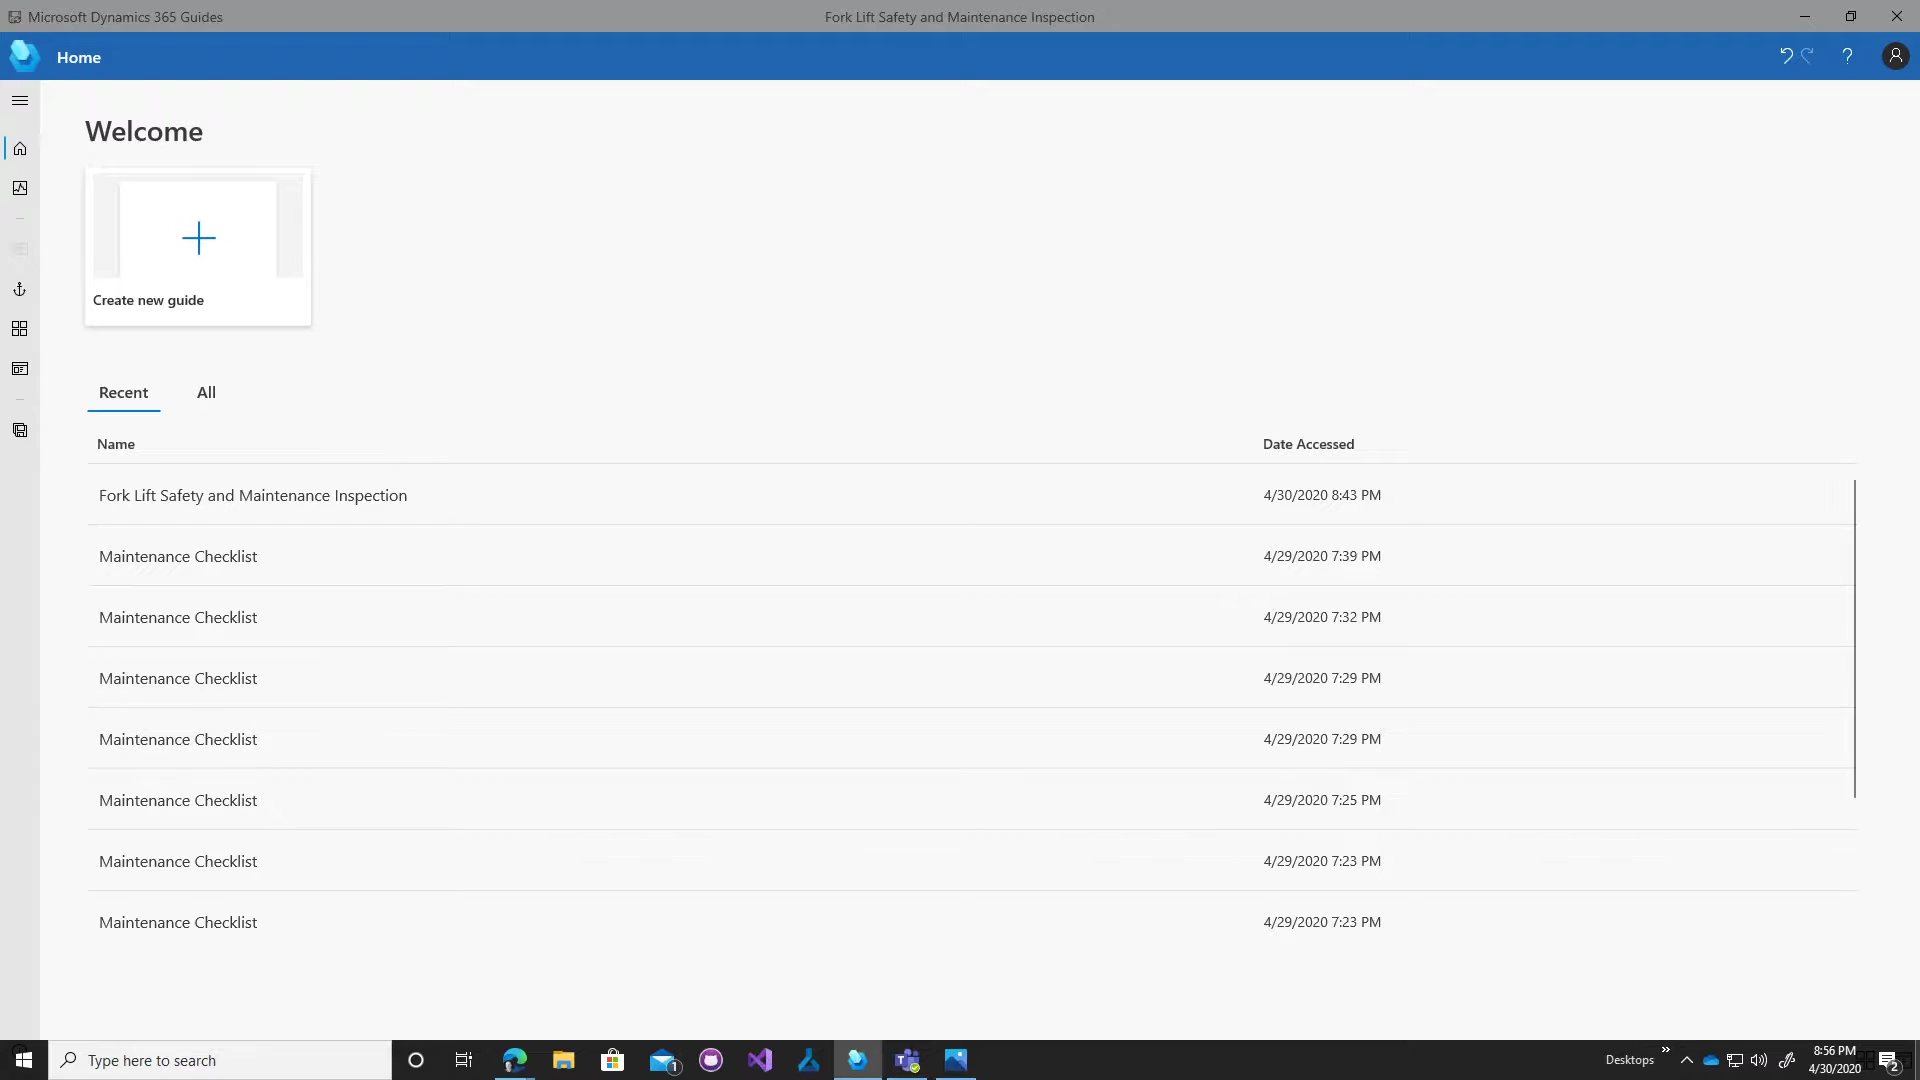 Microsoft Dynamics 365 Guides
Fork Lift Safety and Maintenance Inspection
Home
Welcome
Create new guide
Recent All
Name Date Accessed
Fork Lift Safety and Maintenance Inspection 4/30/2020 8:43 PM
Maintenance Checklist 4/29/2020 7:39 PM
Maintenance Checklist 4/29/2020 7:32 PM
Maintenance Checklist 4/29/2020 7:29 PM
Maintenance Checklist 4/29/2020 7:29 PM
Maintenance Checklist 4/29/2020 7:25 PM
Maintenance Checklist 4/29/2020 7:23 PM
Maintenance Checklist 4/29/2020 7:23 PM
Type here to search
1
Desktops
8:56 PM
4/30/2020
2